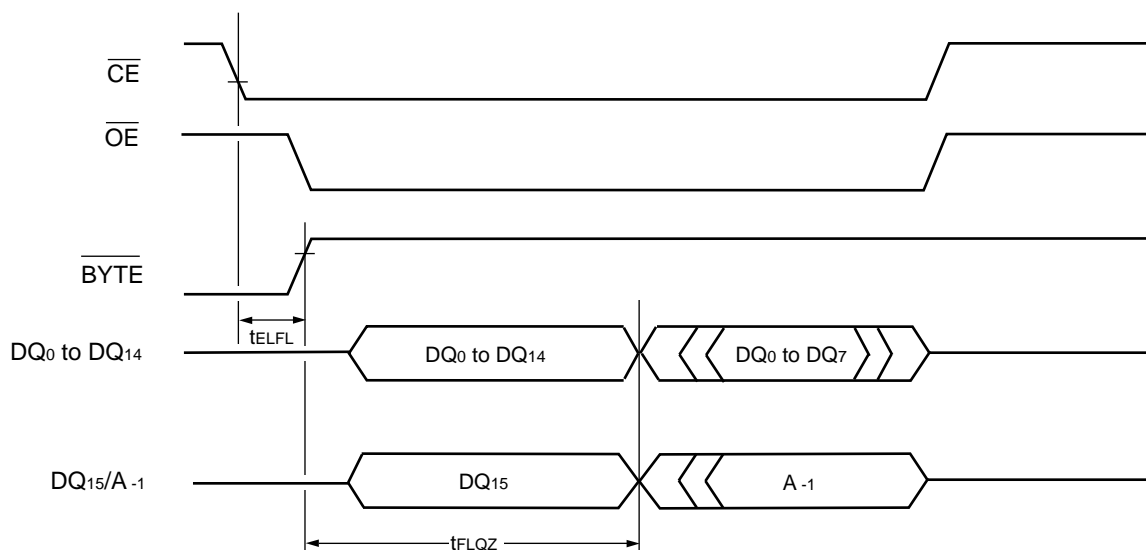 CE
OE
BYTE
tELFL
DQ0 to DQ14
DQ0 to DQ14
DQ0 to DQ7
DQ15/A -1
DQ15
A -1
tFLQZ